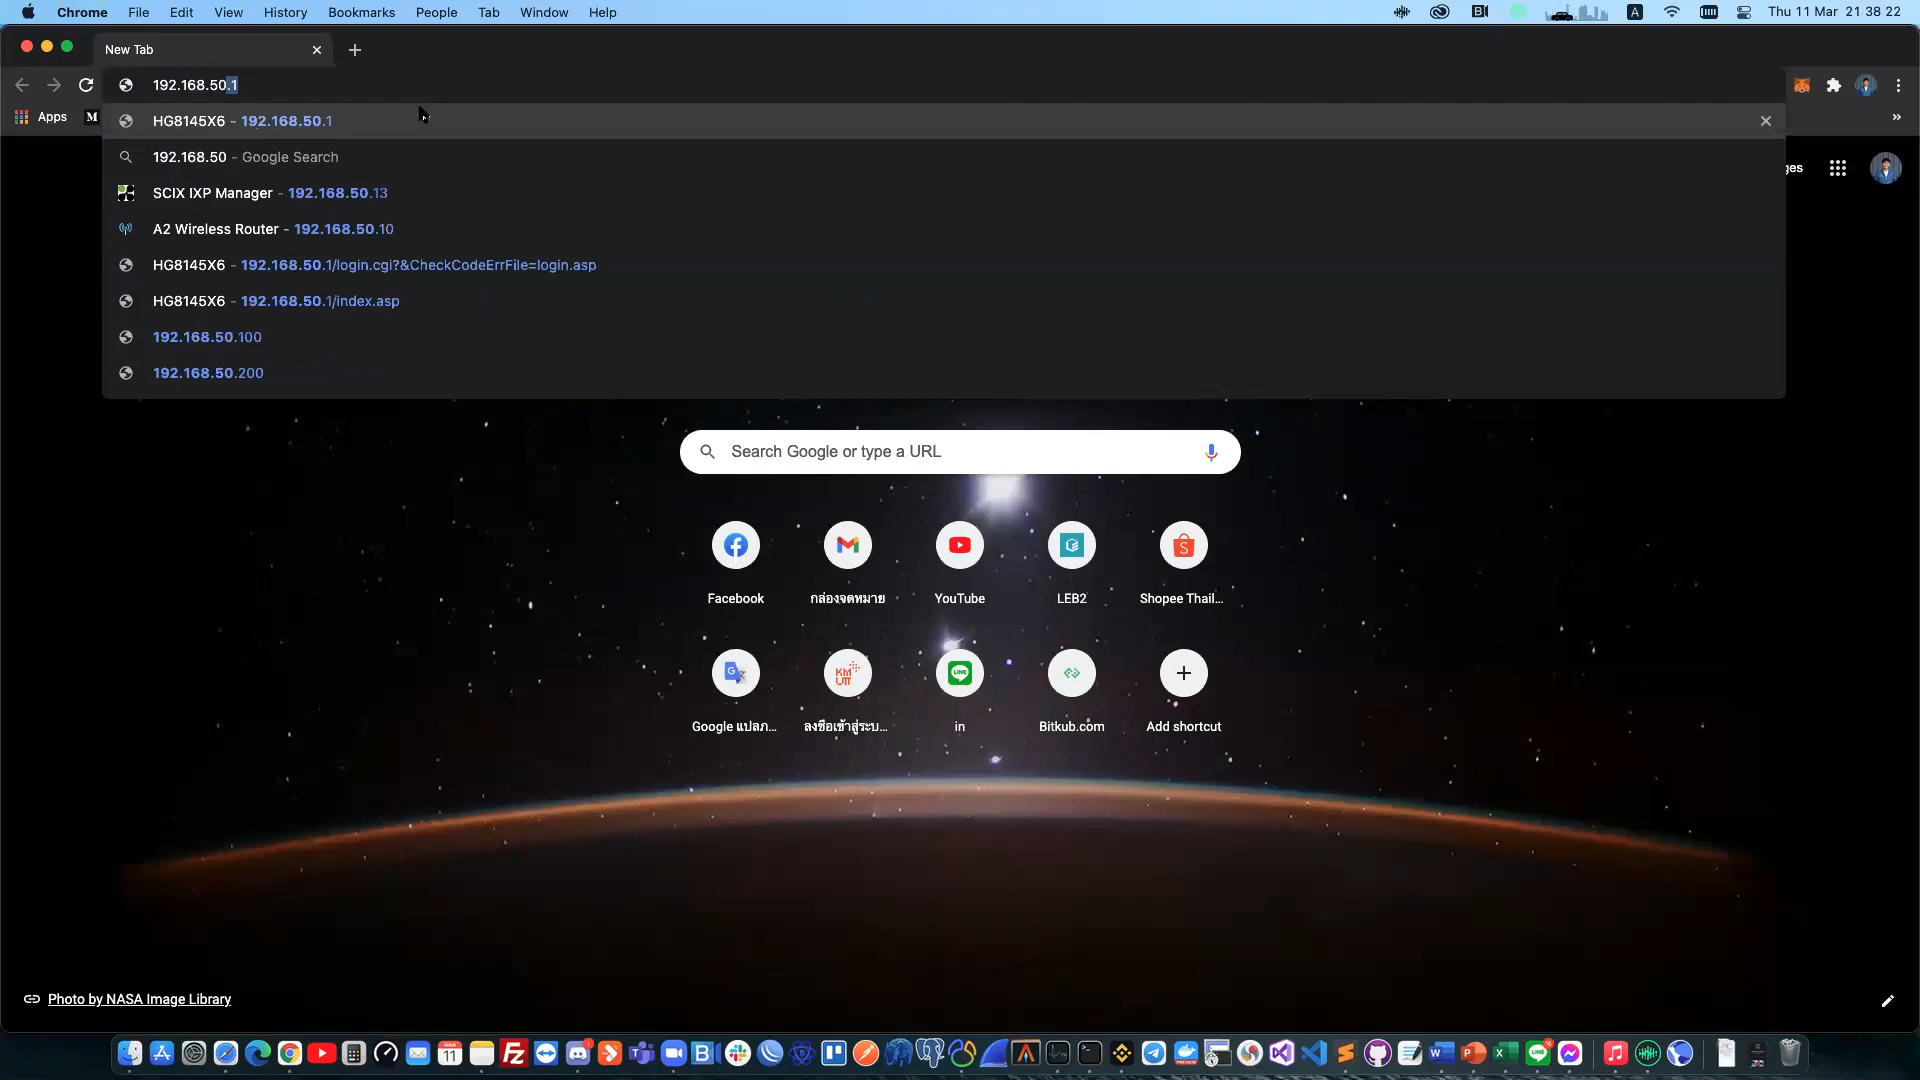 Chrome File Edit View History Bookmarks People Tab Window Help A Thu 11 Mar 21 38 22
New Tab
192.168.50.1
Apps M
HG8145X6 - 192.168.50.1
192.168.50 - Google Search
SCIX IXP Manager - 192.168.50.13
ges
A2 Wireless Router - 192.168.50.10
HG8145X6 - 192.168.50.1/login.cgi?&CheckCodeErrFile=login.asp
HG8145X6 - 192.168.50.1/index.asp
192.168.50.100
192.168.50.200
Search Google or type a URL
Facebook กล่องจดหมาย YouTube LEB2 Shopee Thail...
Google แปลภ... ลงชื่อเข้าสู่ระบ... in Bitkub.com Add shortcut
Photo by NASA Image Library